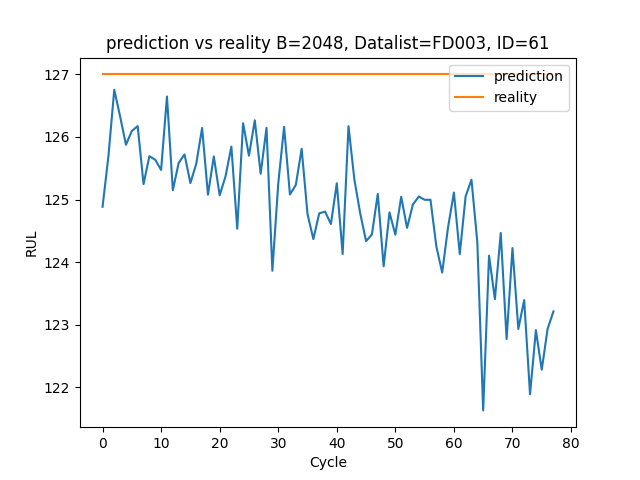 prediction vs reality B=2048, Datalist=FD003, ID=61
127
126
125
124
123
122
RUL
prediction
reality
0 10 20 30 40 50 60 70 80
Cycle